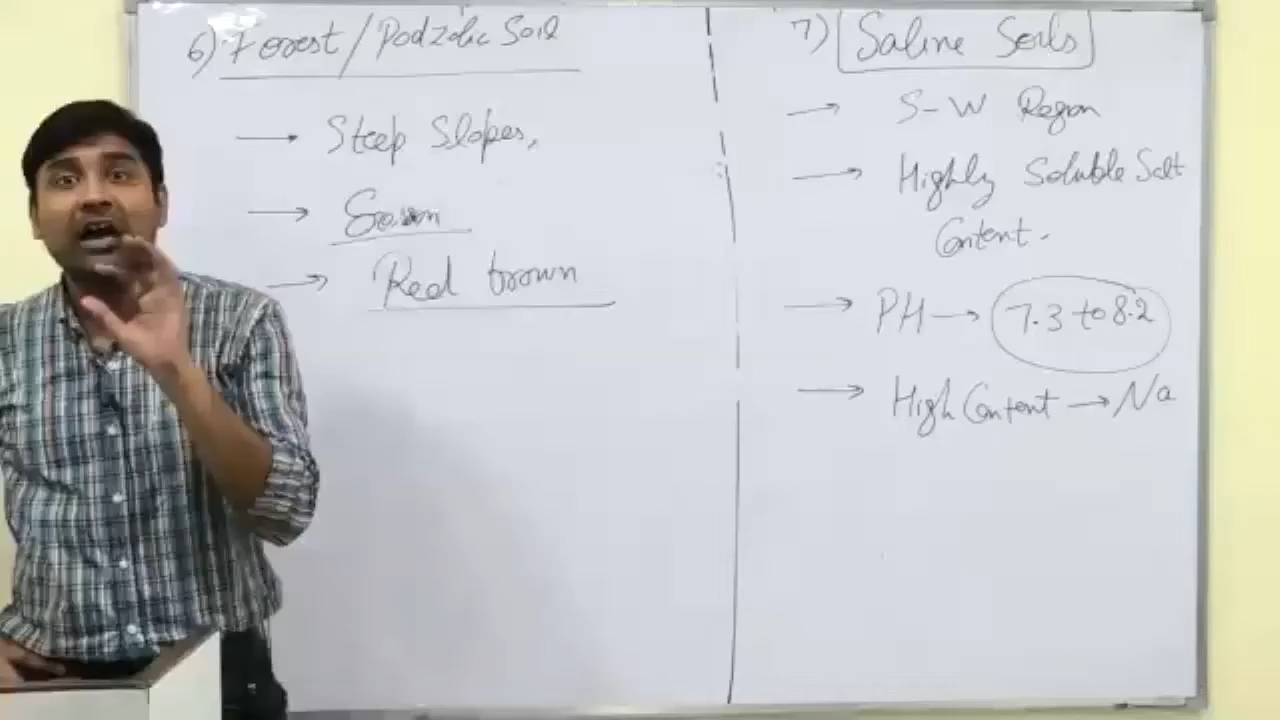 6) Forest/Podzolic Soil
→ Steep Slopes,
→
→ Red brown
7) Saline Soils
→ S-W Region
→ Highly Soluble Salt
Content.
→ PH → 7.3 to 8.2
→ High Content → Na